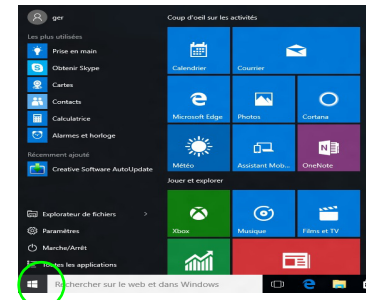 ger
Les plus utilisées
Prise en main
Obtenir Skype
Cartes
Contacts
Calculatrice
Alarmes et horloge
Récemment ajouté
Creative Software AutoUpdate
Explorateur de fichiers
Paramètres
Marche/Arrêt
Toutes les applications
Rechercher sur le web et dans Windows
Coup d'oeil sur les activités
Calendrier
Courrier
Microsoft Edge
Photos
Cortana
Météo
Assistant Mob...
OneNote
Jouer et explorer
Xbox
Musique
Films et TV